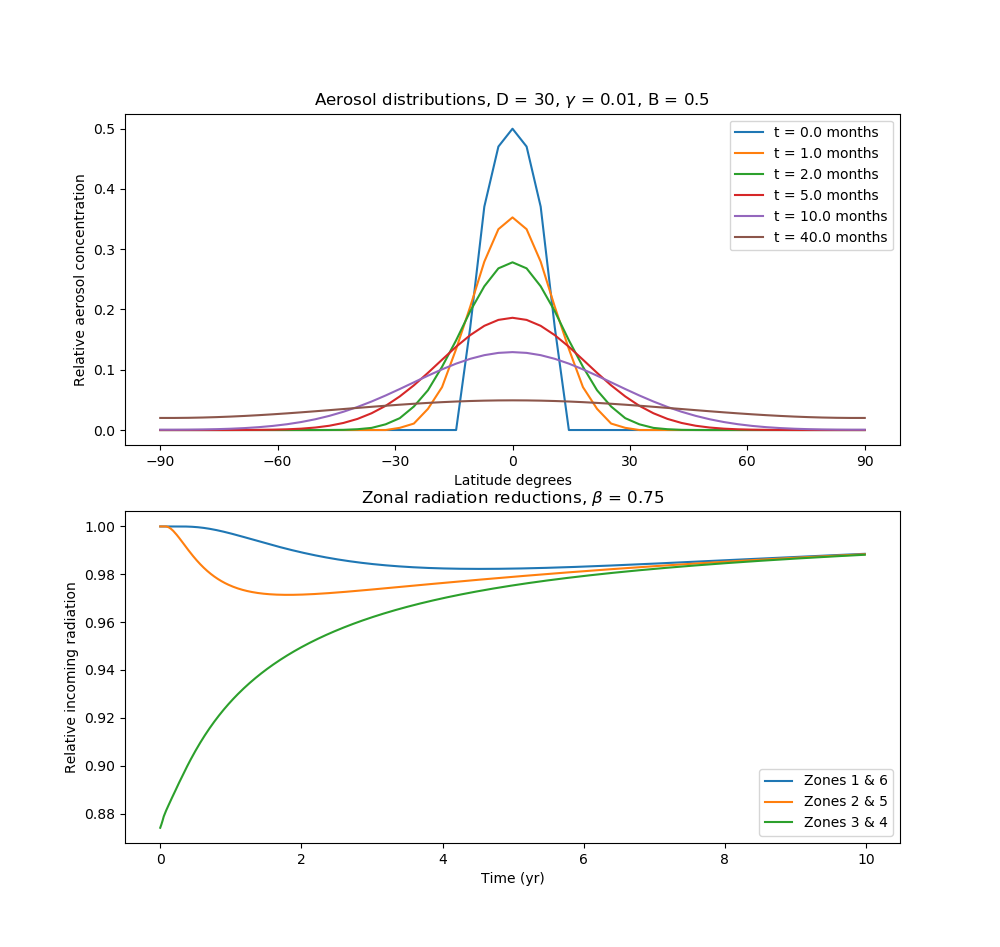 Aerosol distributions, D = 30, γ = 0.01, B = 0.5
Relative aerosol concentration
0.5
0.4
0.3
0.2
0.1
0.0
t = 0.0 months
t = 1.0 months
t = 2.0 months
t = 5.0 months
t = 10.0 months
t = 40.0 months
−90 −60 −30 0 30 60 90
Latitude degrees
Zonal radiation reductions, β = 0.75
Relative incoming radiation
1.00
0.98
0.96
0.94
0.92
0.90
0.88
Zones 1 & 6
Zones 2 & 5
Zones 3 & 4
0 2 4 6 8 10
Time (yr)